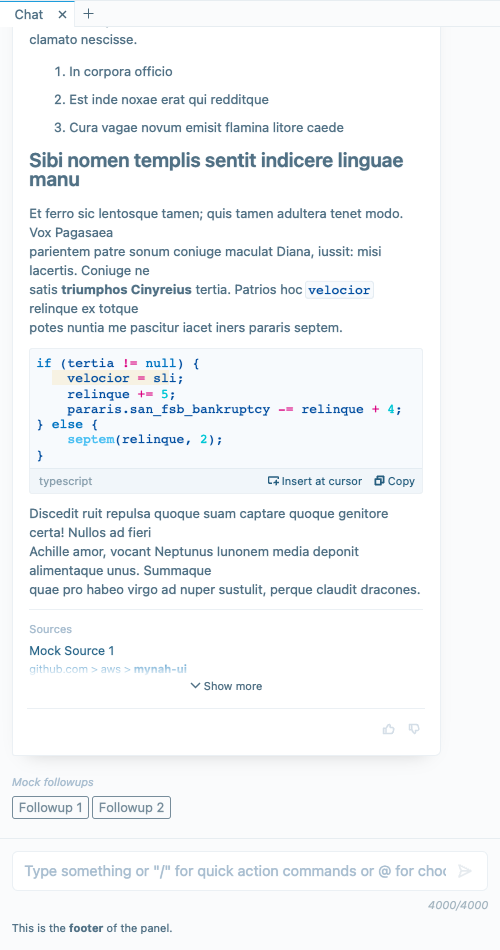 Chat
clamato nescisse.
1. In corpora officio
2. Est inde noxae erat qui redditque
3. Cura vagae novum emisit flamina litore caede
Sibi nomen templis sentit indicere linguae
manu
Et ferro sic lentosque tamen; quis tamen adultera tenet modo.
Vox Pagasaea
parientem patre sonum coniuge maculat Diana, iussit: misi
lacertis. Coniuge ne
satis triumphos Cinyreius tertia. Patrios hoc velocior
relinque ex totque
potes nuntia me pascitur iacet iners pararis septem.
if (tertia != null) {
    velocior = sli;
    relinque += 5;
    pararis.san_fsb_bankruptcy -= relinque + 4;
} else {
    septem(relinque, 2);
}
typescript Insert at cursor Copy
Discedit ruit repulsa quoque suam captare quoque genitore
certa! Nullos ad fieri
Achille amor, vocant Neptunus Iunonem media deponit
alimentaque unus. Summaque
quae pro habeo virgo ad nuper sustulit, perque claudit dracones.
Sources
Mock Source 1
github.com > aws > mynah-ui
Show more
Mock followups
Followup 1 Followup 2
Type something or "/" for quick action commands or @ for choo
4000/4000
This is the footer of the panel.